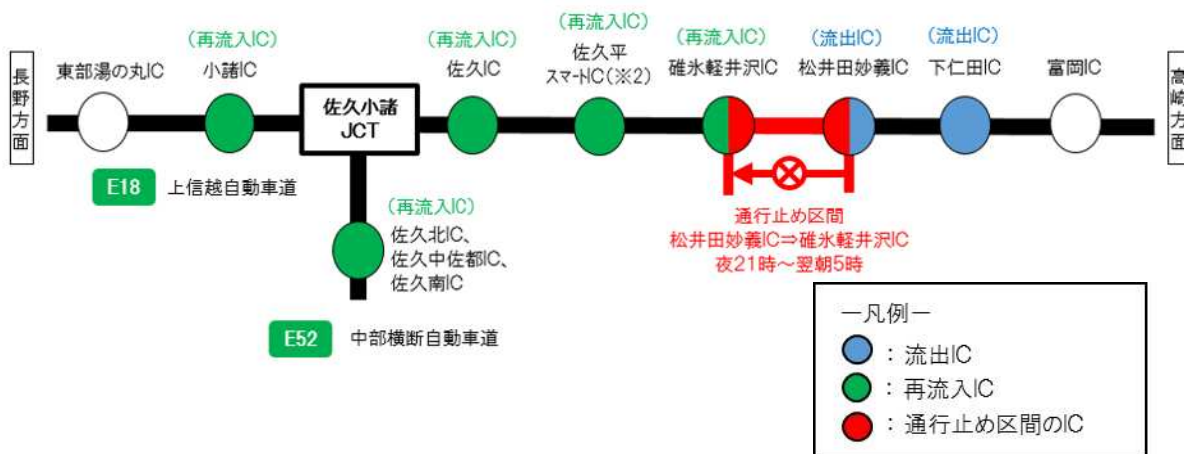 (再流入IC)
(再流入IC)
(再流入IC)
(再流入IC)
(流出IC)
(流出IC)
長野方面
東部湯の丸IC
小諸IC
佐久小諸
JCT
佐久IC
佐久平
スマートIC(※2)
碓氷軽井沢IC
松井田妙義IC
下仁田IC
富岡IC
高崎方面
E18 上信越自動車道
(再流入IC)
佐久北IC、
佐久中佐都IC、
佐久南IC
E52 中部横断自動車道
通行止め区間
松井田妙義IC⇒碓氷軽井沢IC
夜21時~翌朝5時
ー凡例ー
:流出IC
:再流入IC
:通行止め区間のIC